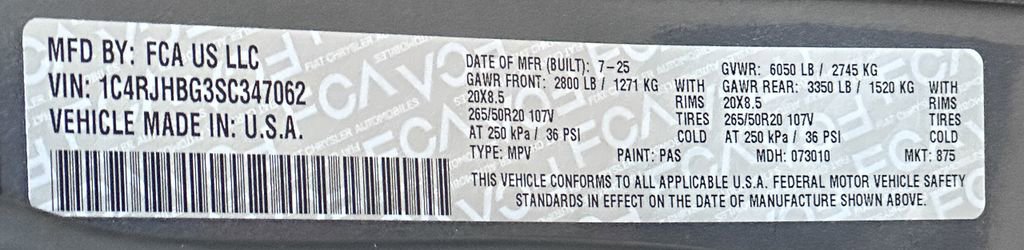 MFD BY: FCA US LLC
VIN: 1C4RJHBG3SC347062
VEHICLE MADE IN: U.S.A.
DATE OF MFR (BUILT): 7-25 GVWR: 6050 LB / 2745 KG
GAWR FRONT: 2800 LB / 1271 KG WITH GAWR REAR: 3350 LB / 1520 KG WITH
20X8.5 RIMS 20X8.5 RIMS
265/50R20 107V TIRES 265/50R20 107V TIRES
AT 250 kPa / 36 PSI COLD AT 250 kPa / 36 PSI COLD
TYPE: MPV PAINT: PAS MDH: 073010 MKT: 875
THIS VEHICLE CONFORMS TO ALL APPLICABLE U.S.A. FEDERAL MOTOR VEHICLE SAFETY
STANDARDS IN EFFECT ON THE DATE OF MANUFACTURE SHOWN ABOVE.
FCA
FIAT CHRYSLER AUTOMOBILES